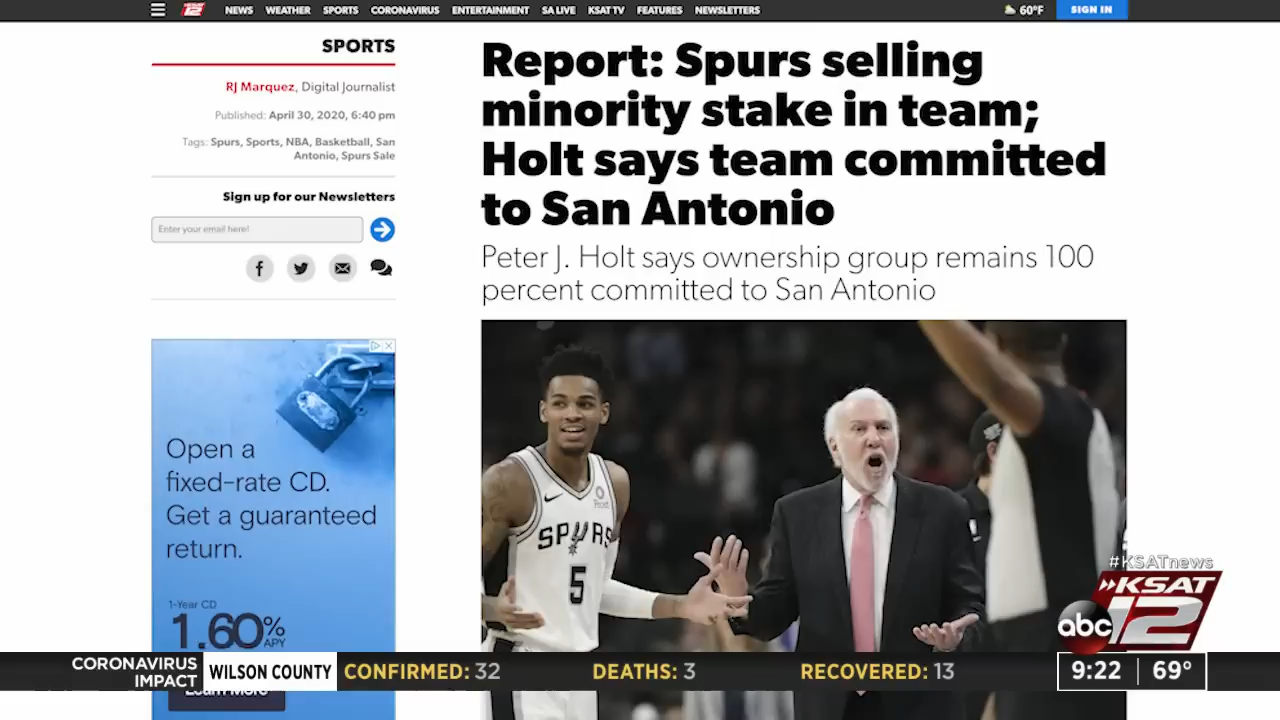 NEWS WEATHER SPORTS CORONAVIRUS ENTERTAINMENT SA LIVE KSAT TV FEATURES NEWSLETTERS 60°F SIGN IN
SPORTS
RJ Marquez, Digital Journalist
Published: April 30, 2020, 6:40 pm
Tags: Spurs, Sports, NBA, Basketball, San
Antonio, Spurs Sale
Sign up for our Newsletters
Enter your email here!
Report: Spurs selling
minority stake in team;
Holt says team committed
to San Antonio
Peter J. Holt says ownership group remains 100
percent committed to San Antonio
Open a
fixed-rate CD.
Get a guaranteed
return.
1-Year CD
1.60% APY
Learn More
SPURS
5
#KSATnews
KSAT
abc 12
CORONAVIRUS
IMPACT
WILSON COUNTY CONFIRMED: 32 DEATHS: 3 RECOVERED: 13
9:22 69°